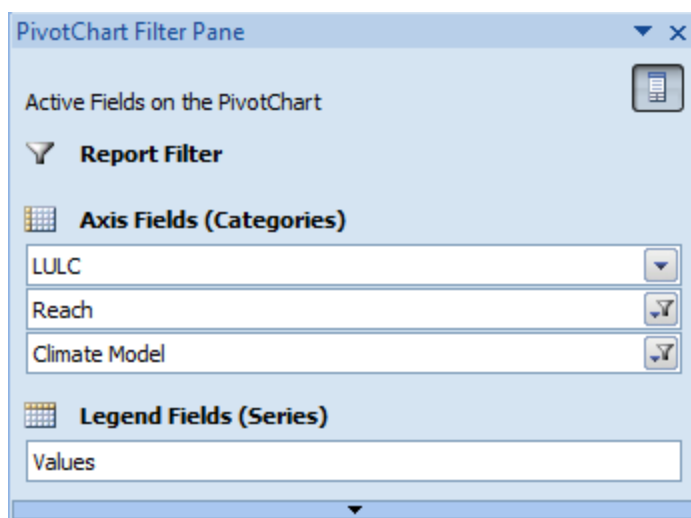 PivotChart Filter Pane
Active Fields on the PivotChart
Report Filter
Axis Fields (Categories)
LULC
Reach
Climate Model
Legend Fields (Series)
Values